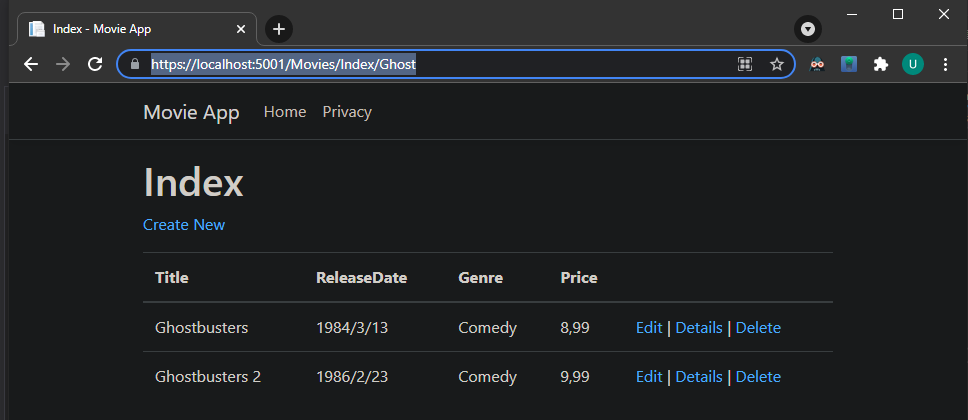 Index - Movie App
https://localhost:5001/Movies/Index/Ghost
U
Movie App Home Privacy
Index
Create New
Title ReleaseDate Genre Price
Ghostbusters 1984/3/13 Comedy 8,99 Edit | Details | Delete
Ghostbusters 2 1986/2/23 Comedy 9,99 Edit | Details | Delete